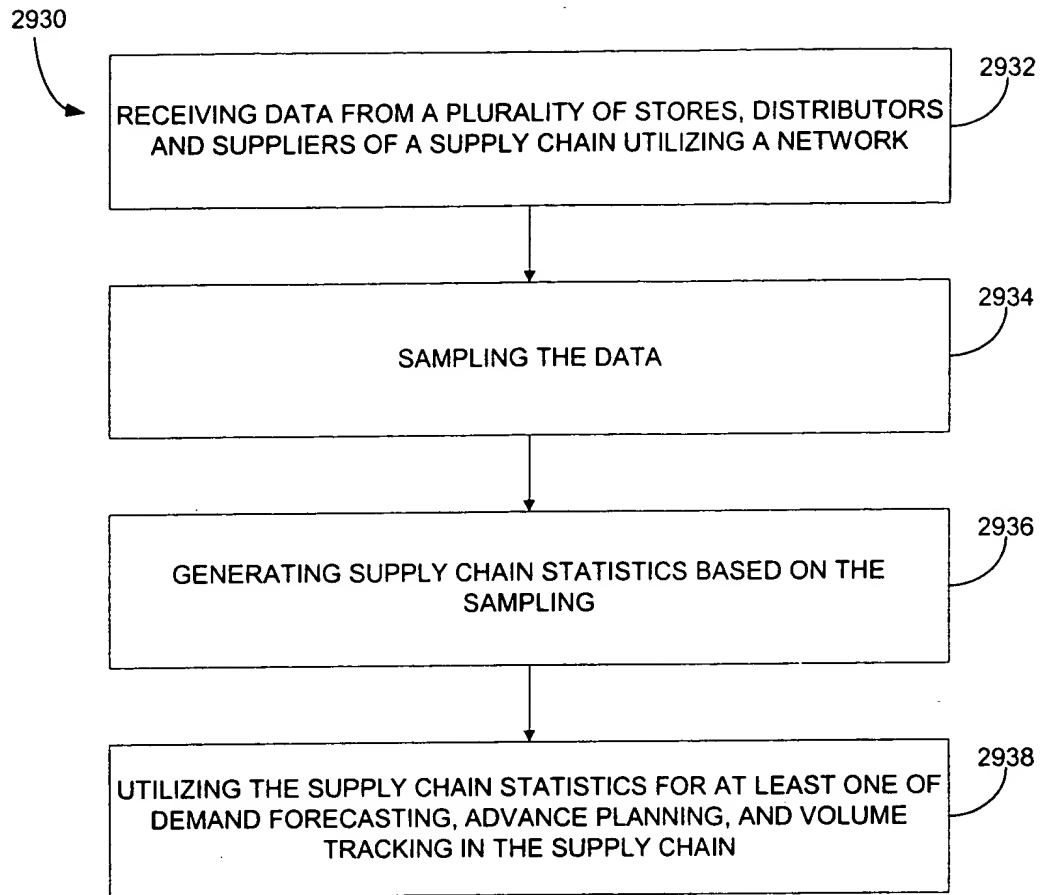 2930
2932
RECEIVING DATA FROM A PLURALITY OF STORES, DISTRIBUTORS
AND SUPPLIERS OF A SUPPLY CHAIN UTILIZING A NETWORK
2934
SAMPLING THE DATA
2936
GENERATING SUPPLY CHAIN STATISTICS BASED ON THE
SAMPLING
2938
UTILIZING THE SUPPLY CHAIN STATISTICS FOR AT LEAST ONE OF
DEMAND FORECASTING, ADVANCE PLANNING, AND VOLUME
TRACKING IN THE SUPPLY CHAIN